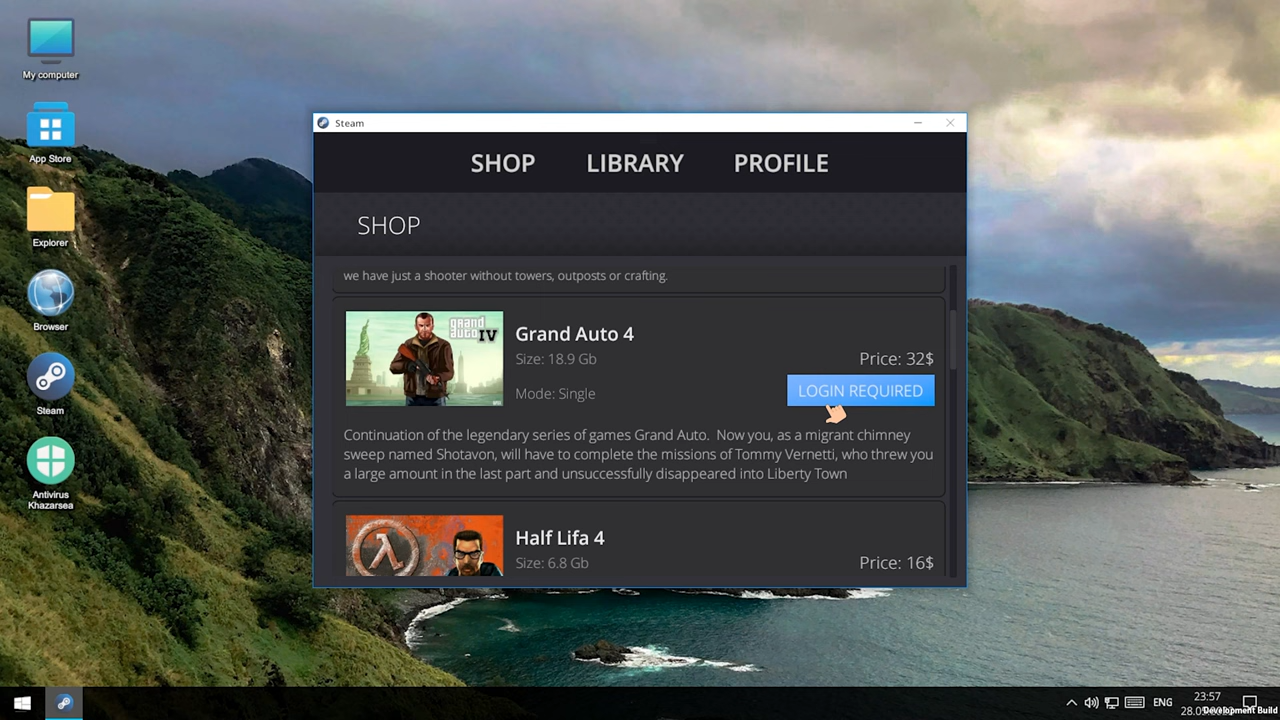 My computer
App Store
Explorer
Browser
Steam
Antivirus
Khazarsea
Steam
SHOP LIBRARY PROFILE
SHOP
we have just a shooter without towers, outposts or crafting.
grand
auto IV
Grand Auto 4
Size: 18.9 Gb
Price: 32$
Mode: Single
LOGIN REQUIRED
Continuation of the legendary series of games Grand Auto. Now you, as a migrant chimney
sweep named Shotavon, will have to complete the missions of Tommy Vernetti, who threw you
a large amount in the last part and unsuccessfully disappeared into Liberty Town
Half Lifa 4
Size: 6.8 Gb
Price: 16$
ENG
23:57
Development Build